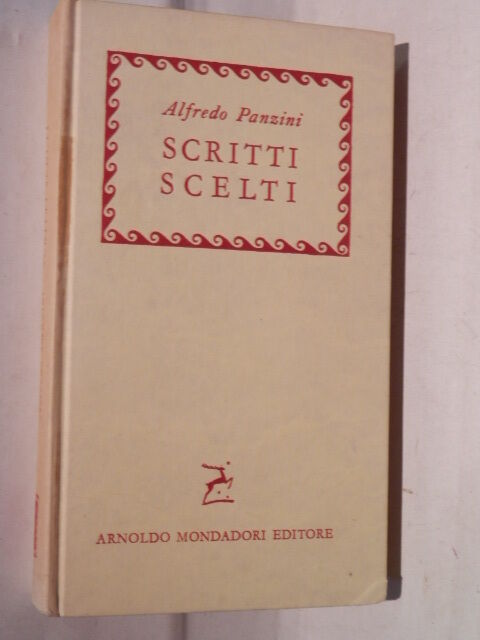 Alfredo Panzini
SCRITTI
SCELTI
ARNOLDO MONDADORI EDITORE